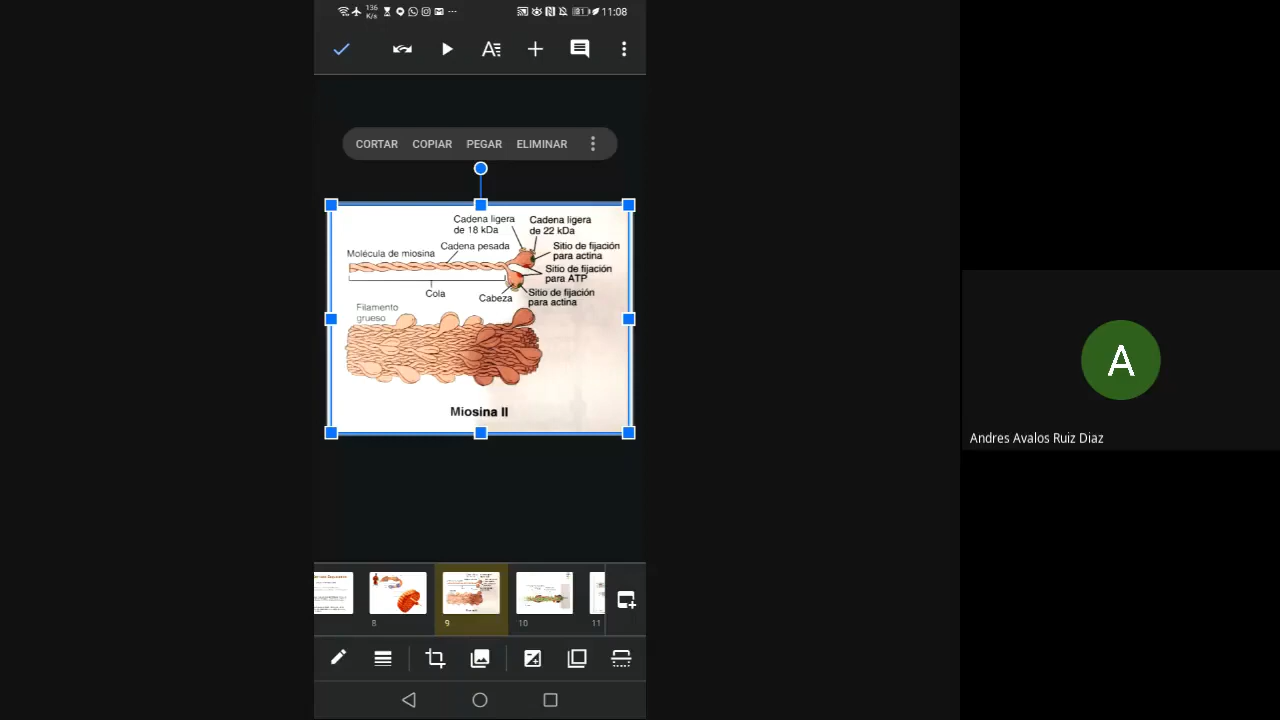 136
K/s
81
11:08
CORTAR COPIAR PEGAR ELIMINAR
Cadena ligera
de 18 kDa
Cadena ligera
de 22 kDa
Molécula de miosina
Cadena pesada
Sitio de fijación
para actina
Sitio de fijación
para ATP
Cola
Cabeza
Sitio de fijación
para actina
Filamento
grueso
Miosina II
A
Andres Avalos Ruiz Diaz
8
9
10
11